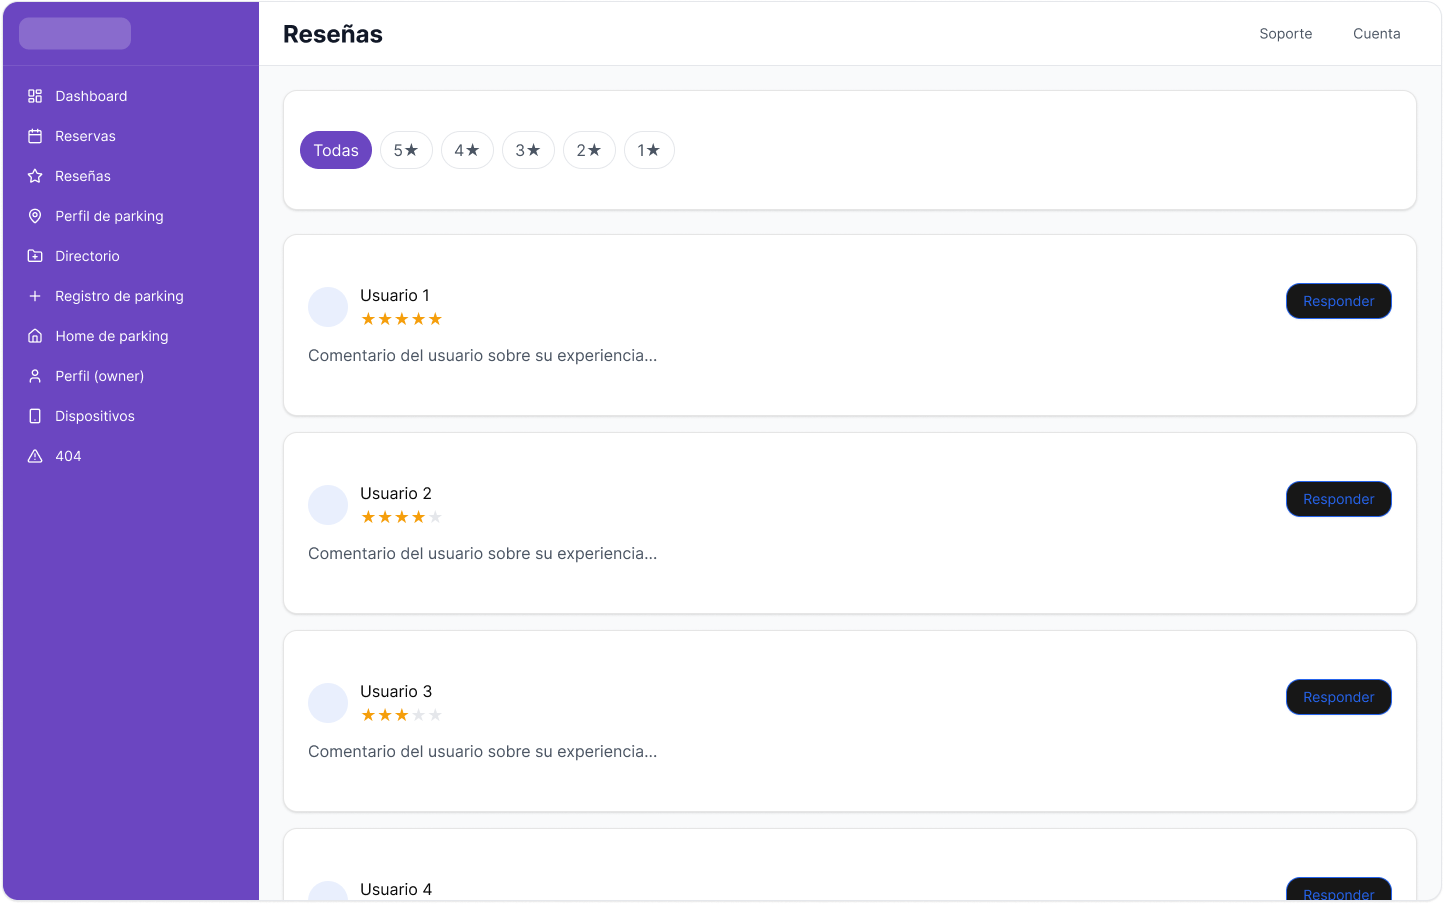 Reseñas
Soporte
Cuenta
Dashboard
Reservas
Reseñas
Perfil de parking
Directorio
Registro de parking
Home de parking
Perfil (owner)
Dispositivos
404
Todas
5★
4★
3★
2★
1★
Usuario 1
★★★★★
Responder
Comentario del usuario sobre su experiencia...
Usuario 2
★★★★★
Responder
Comentario del usuario sobre su experiencia...
Usuario 3
★★★★★
Responder
Comentario del usuario sobre su experiencia...
Usuario 4
Responder